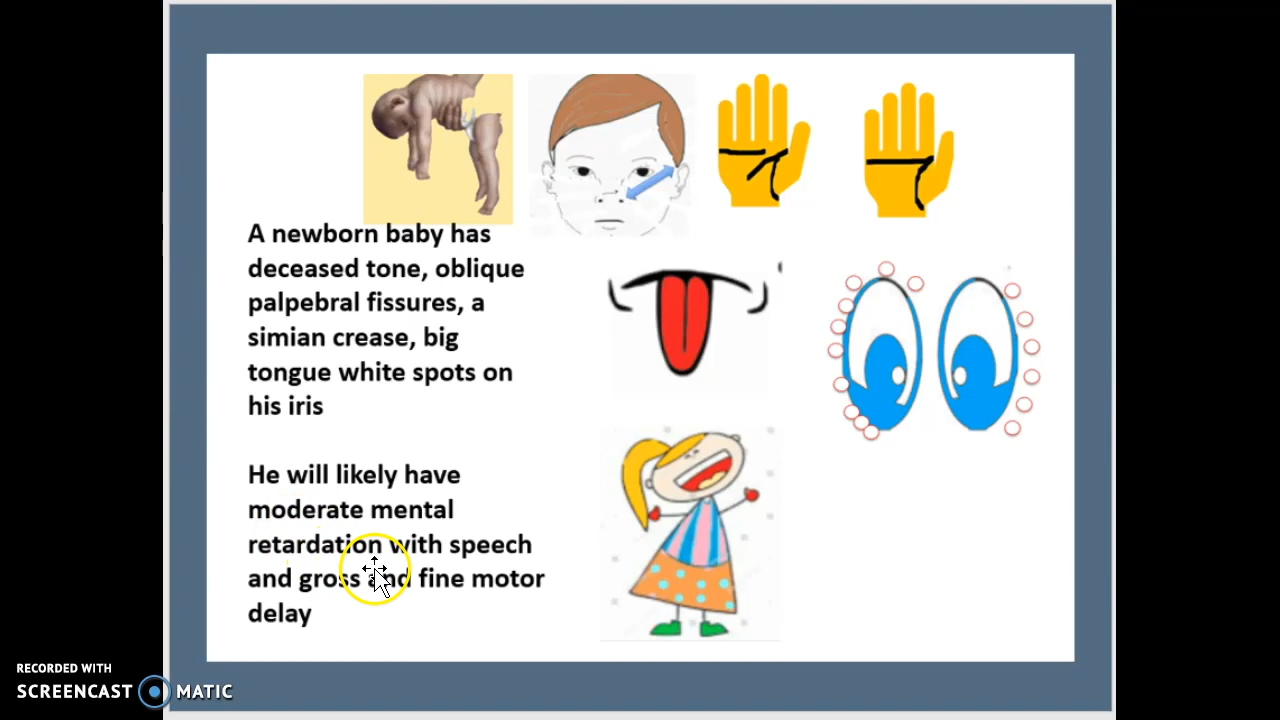 A newborn baby has
deceased tone, oblique
palpebral fissures, a
simian crease, big
tongue white spots on
his iris
He will likely have
moderate mental
retardation with speech
and gross and fine motor
delay
RECORDED WITH
SCREENCAST MATIC